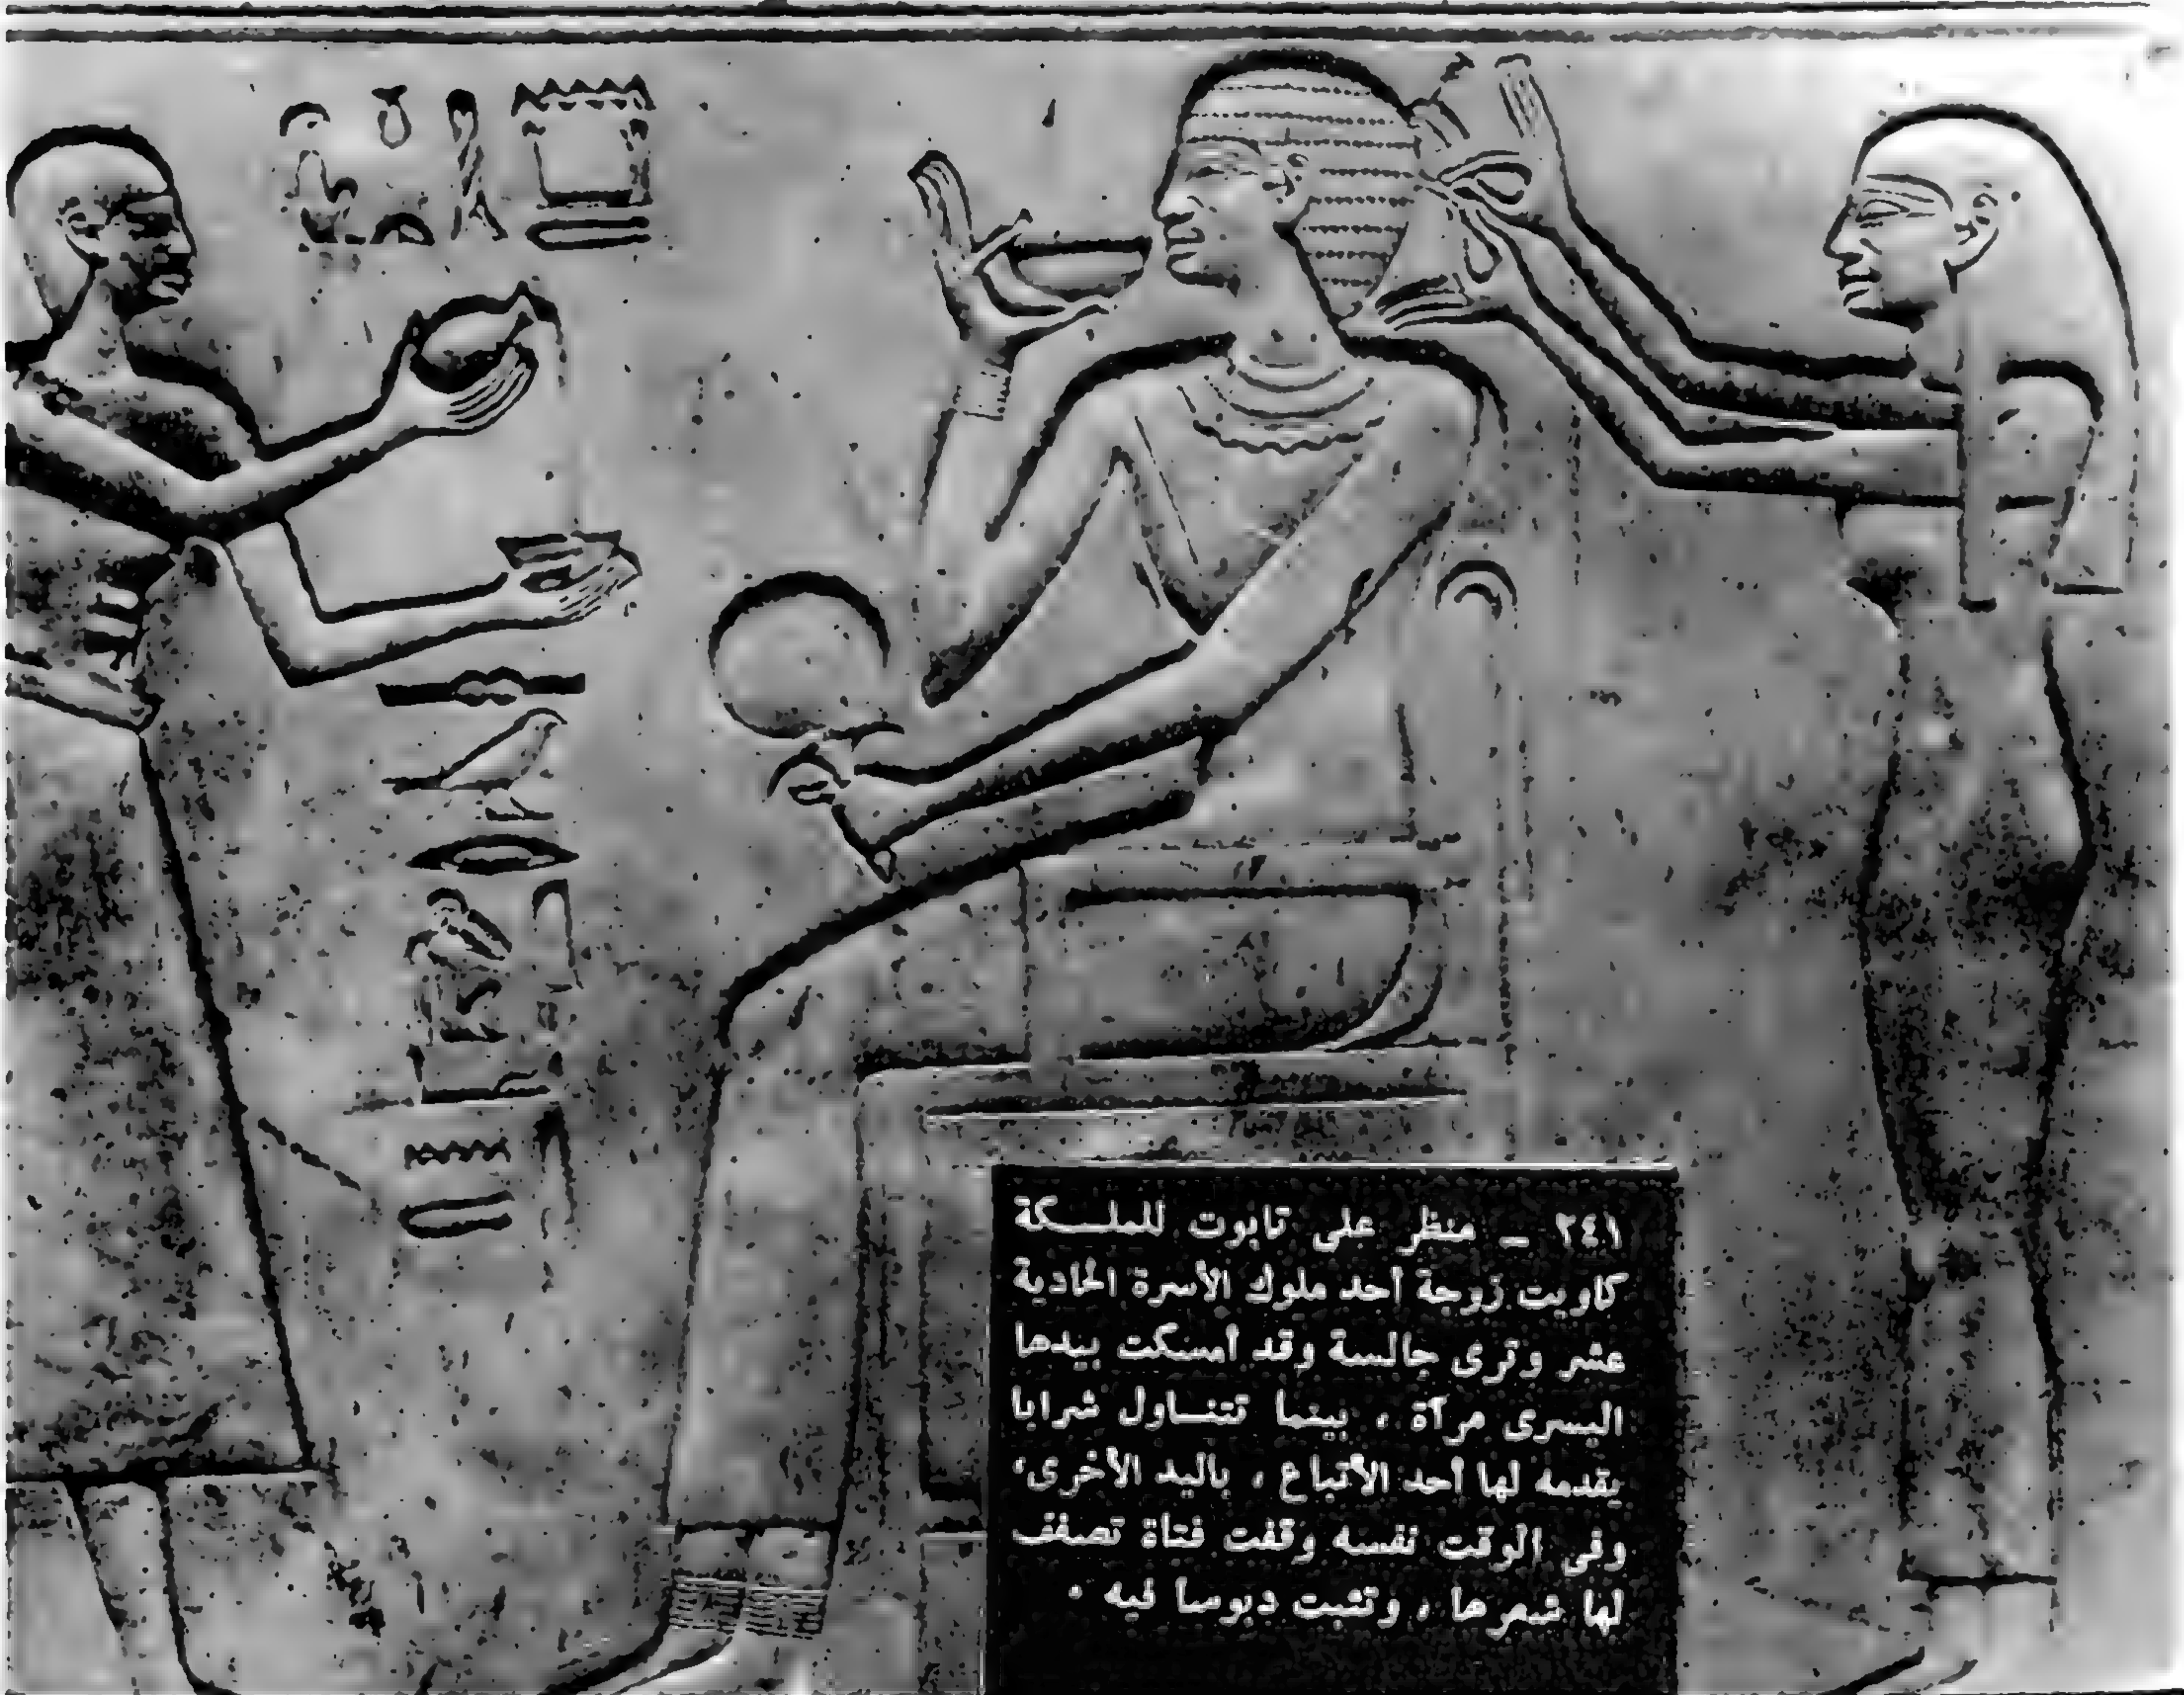 ٢٤١ ـ منظر على تابوت للملكة
كاويت زوجة أحد ملوك الأسرة الحادية
عشر وترى جالسة وقد أمسكت بيدها
اليسرى مرآة ، بينما تتناول شرابا
يقدمه لها أحد الأتباع ، باليد الأخرى ،
وفى الوقت نفسه وقفت فتاة تصفف
لها شعرها ، وتثبت دبوسا فيه .